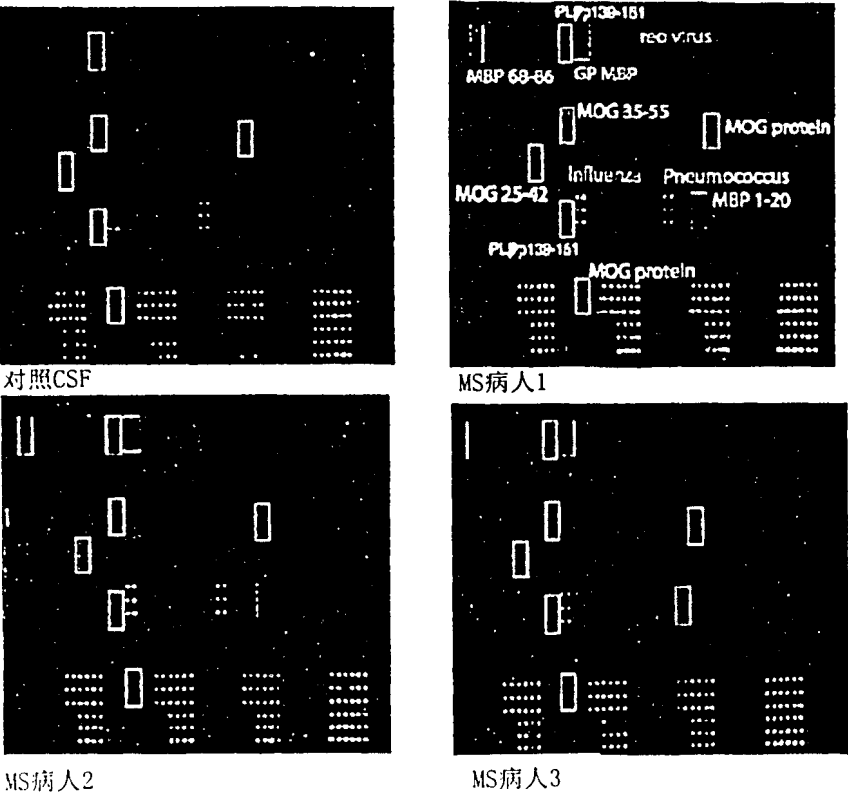 PLPp139-151
reo virus
MBP 68-86
GP MBP
MOG 35-55
MOG protein
Influenza
Pneumococcus
MOG 25-42
MBP 1-20
PLPp139-151
MOG protein
对照CSF
MS病人1
MS病人2
MS病人3